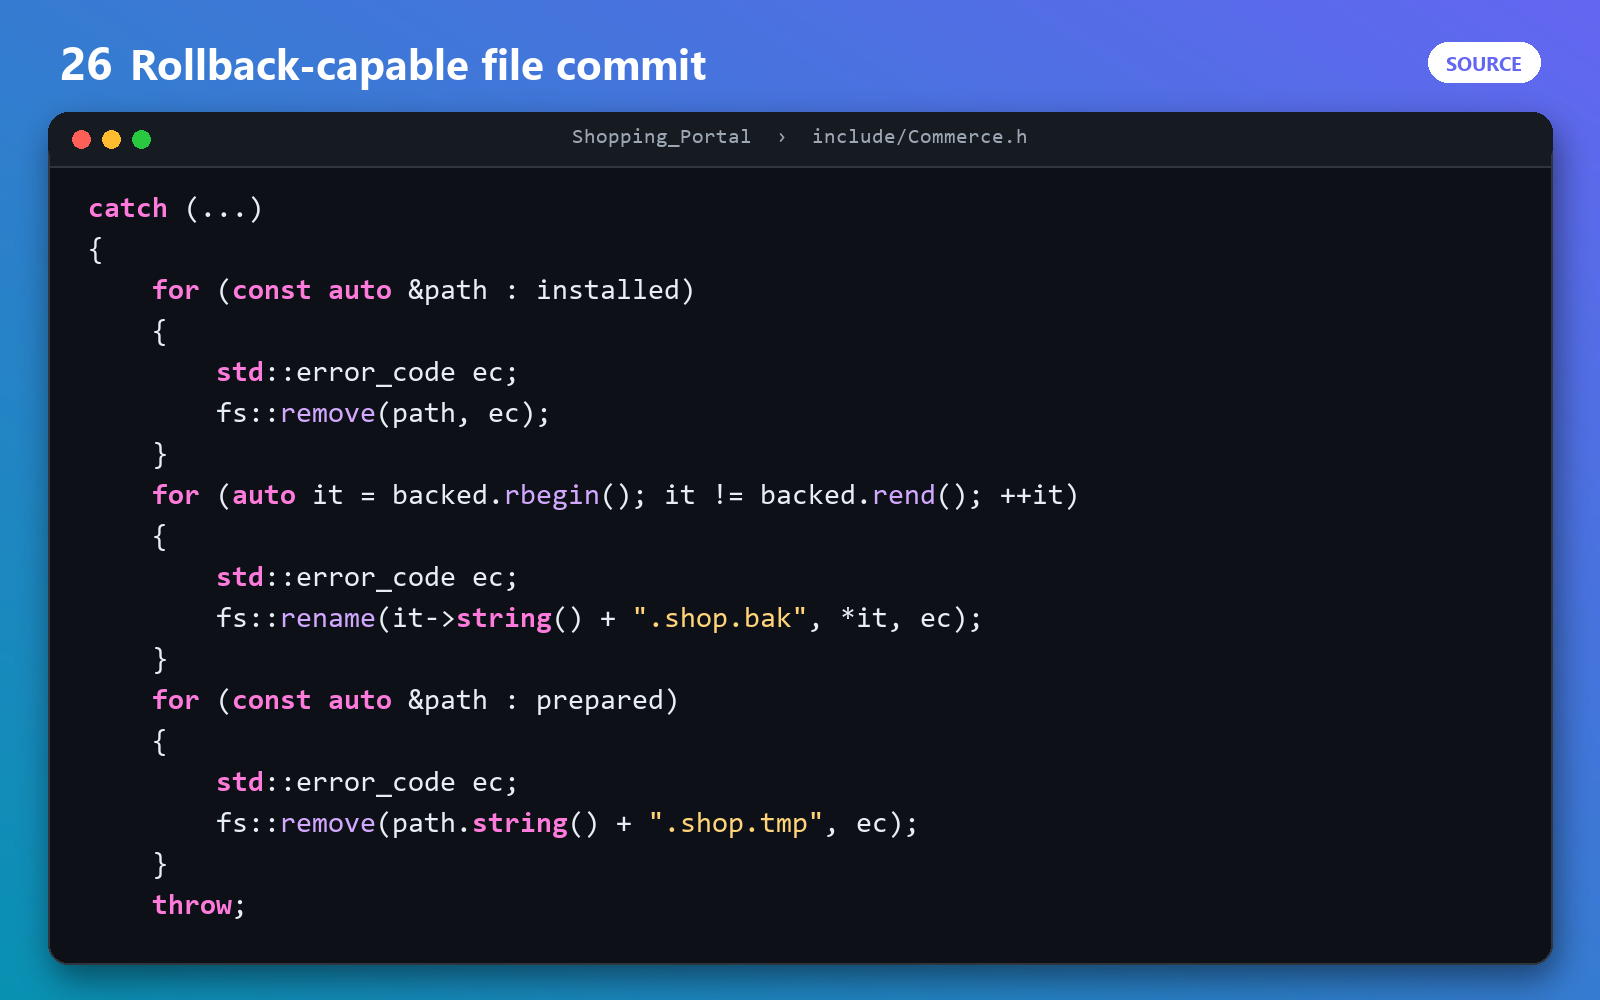 26 Rollback-capable file commit
SOURCE
Shopping_Portal › include/Commerce.h
catch (...)
{
    for (const auto &path : installed)
    {
        std::error_code ec;
        fs::remove(path, ec);
    }
    for (auto it = backed.rbegin(); it != backed.rend(); ++it)
    {
        std::error_code ec;
        fs::rename(it->string() + ".shop.bak", *it, ec);
    }
    for (const auto &path : prepared)
    {
        std::error_code ec;
        fs::remove(path.string() + ".shop.tmp", ec);
    }
    throw;